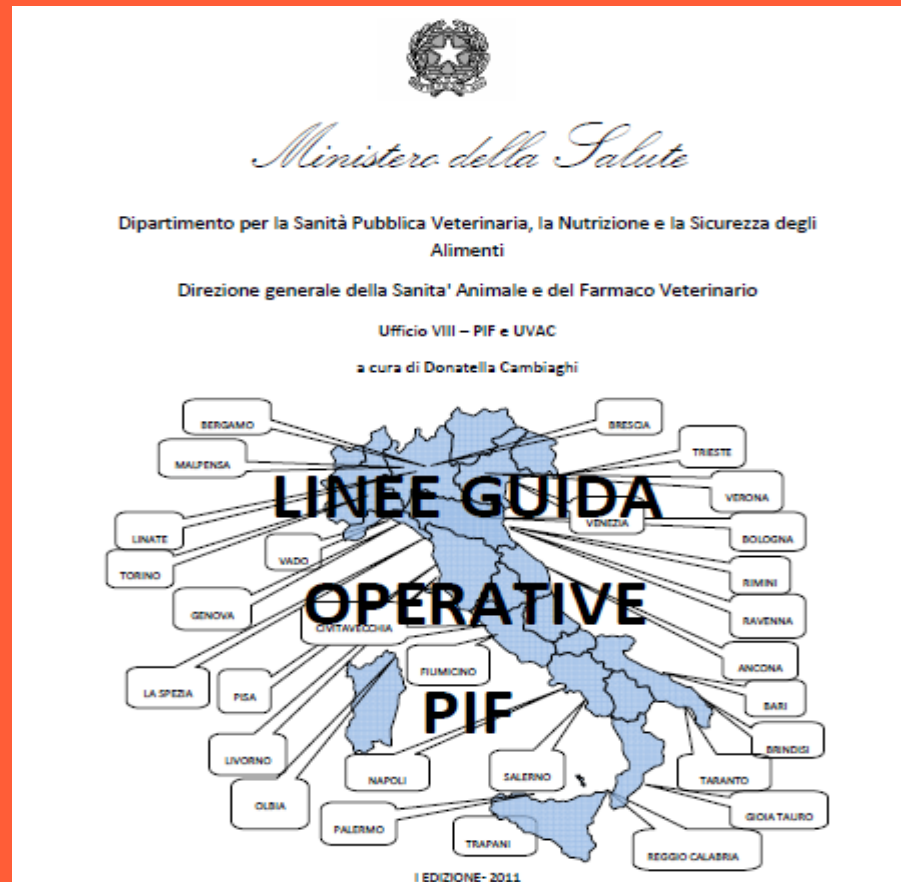 Ministero della Salute
Dipartimento per la Sanità Pubblica Veterinaria, la Nutrizione e la Sicurezza degli
Alimenti
Direzione generale della Sanita' Animale e del Farmaco Veterinario
Ufficio VIII – PIF e UVAC
a cura di Donatella Cambiaghi
BERGAMO
BRESCIA
MALPENSA
TRIESTE
LINEE GUIDA
VERONA
VENEZIA
LINATE
BOLOGNA
VADO
TORINO
RIMINI
OPERATIVE
GENOVA
CIVITAVECCHIA
RAVENNA
FIUMICINO
ANCONA
LA SPEZIA
PISA
BARI
PIF
BRINDISI
LIVORNO
NAPOLI
SALERNO
TARANTO
OLBIA
GIOIA TAURO
PALERMO
TRAPANI
REGGIO CALABRIA
I EDIZIONE- 2011